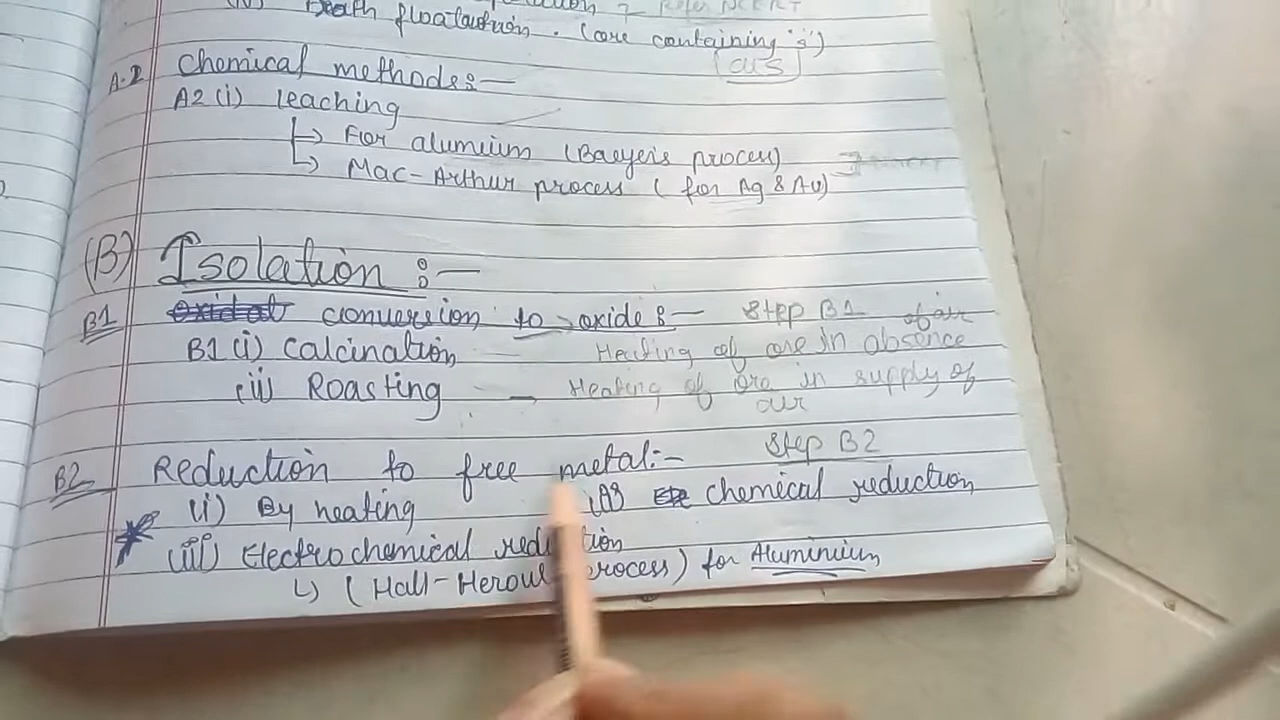 Froth floatation. (ore containing 's')
CuS
A-2 Chemical methods:-
A2 (i) leaching
→ For alumium (Baeyer's process)
→ Mac-Arthur process (for Ag & Au)
(B) Isolation :-
B1 conversion to oxide :- Step B1
B1 (i) Calcination Heating of ore in absence of air
(ii) Roasting - Heating of ore in supply of
air
B2 Reduction to free metal:- Step B2
(i) By heating (ii) chemical reduction
(iii) Electrochemical reduction
↳ (Hall-Heroult process) for Aluminium